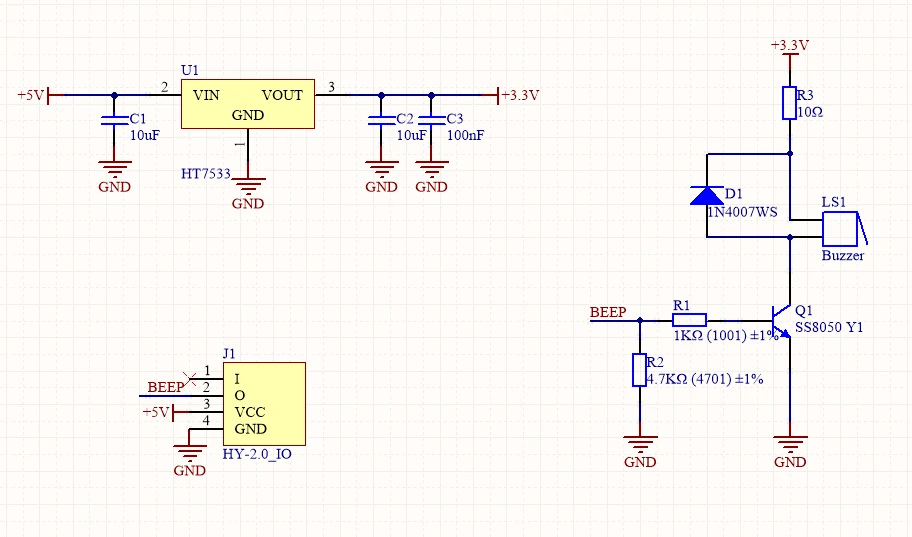 U1
+5V
2
VIN
VOUT
3
+3.3V
GND
C1
10uF
C2
10uF
C3
100nF
1
HT7533
GND
GND
GND
GND
+3.3V
R3
10Ω
D1
1N4007WS
LS1
Buzzer
BEEP
R1
1KΩ (1001) ±1%
Q1
SS8050 Y1
R2
4.7KΩ (4701) ±1%
GND
GND
J1
1
I
BEEP
2
O
+5V
3
VCC
4
GND
GND
HY-2.0_IO